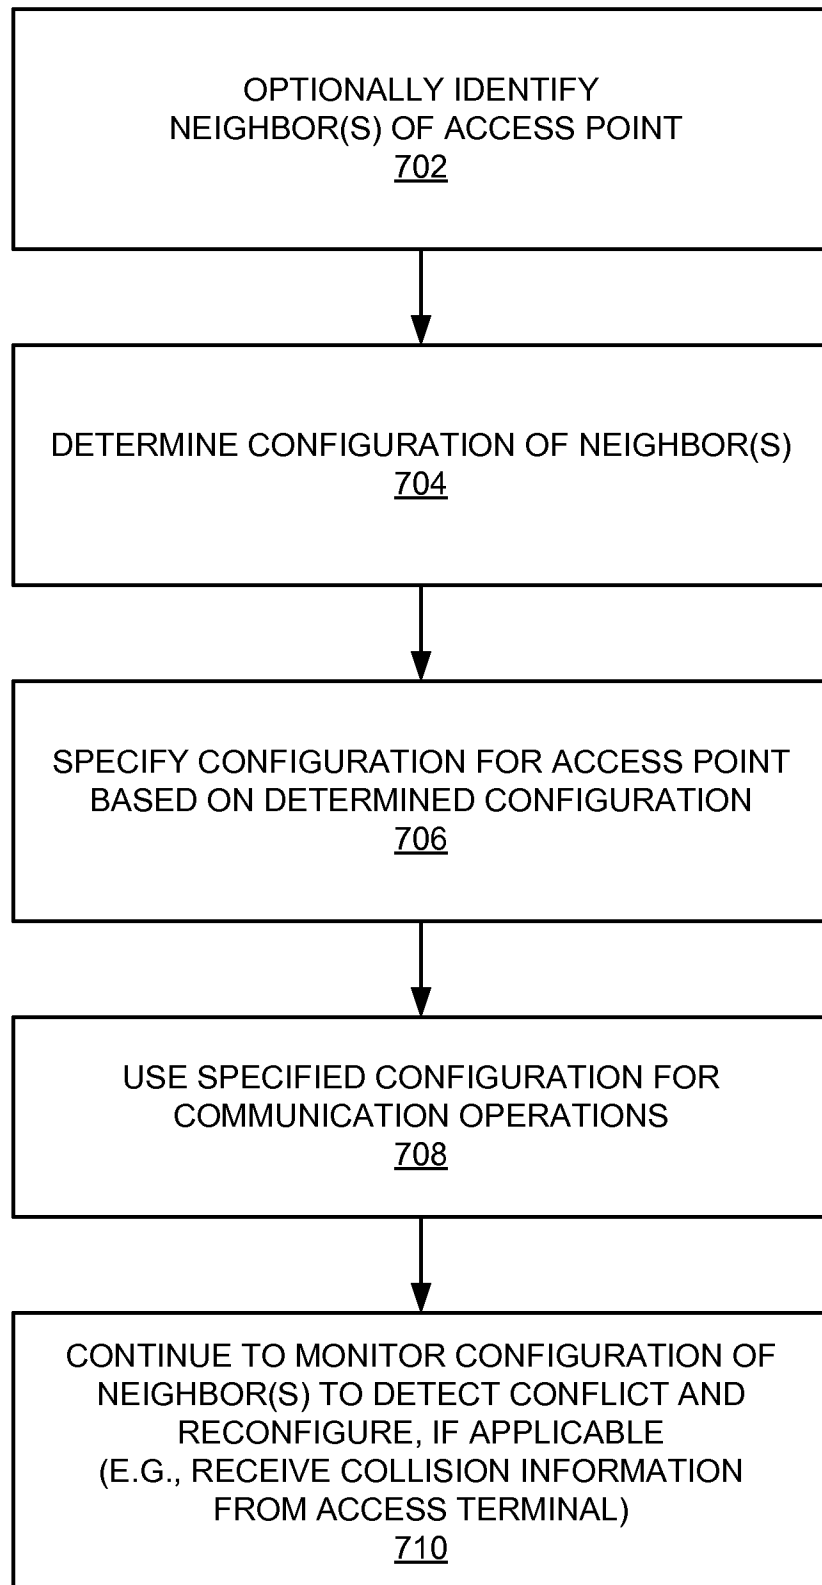 OPTIONALLY IDENTIFY
NEIGHBOR(S) OF ACCESS POINT
702
DETERMINE CONFIGURATION OF NEIGHBOR(S)
704
SPECIFY CONFIGURATION FOR ACCESS POINT
BASED ON DETERMINED CONFIGURATION
706
USE SPECIFIED CONFIGURATION FOR
COMMUNICATION OPERATIONS
708
CONTINUE TO MONITOR CONFIGURATION OF
NEIGHBOR(S) TO DETECT CONFLICT AND
RECONFIGURE, IF APPLICABLE
(E.G., RECEIVE COLLISION INFORMATION
FROM ACCESS TERMINAL)
710